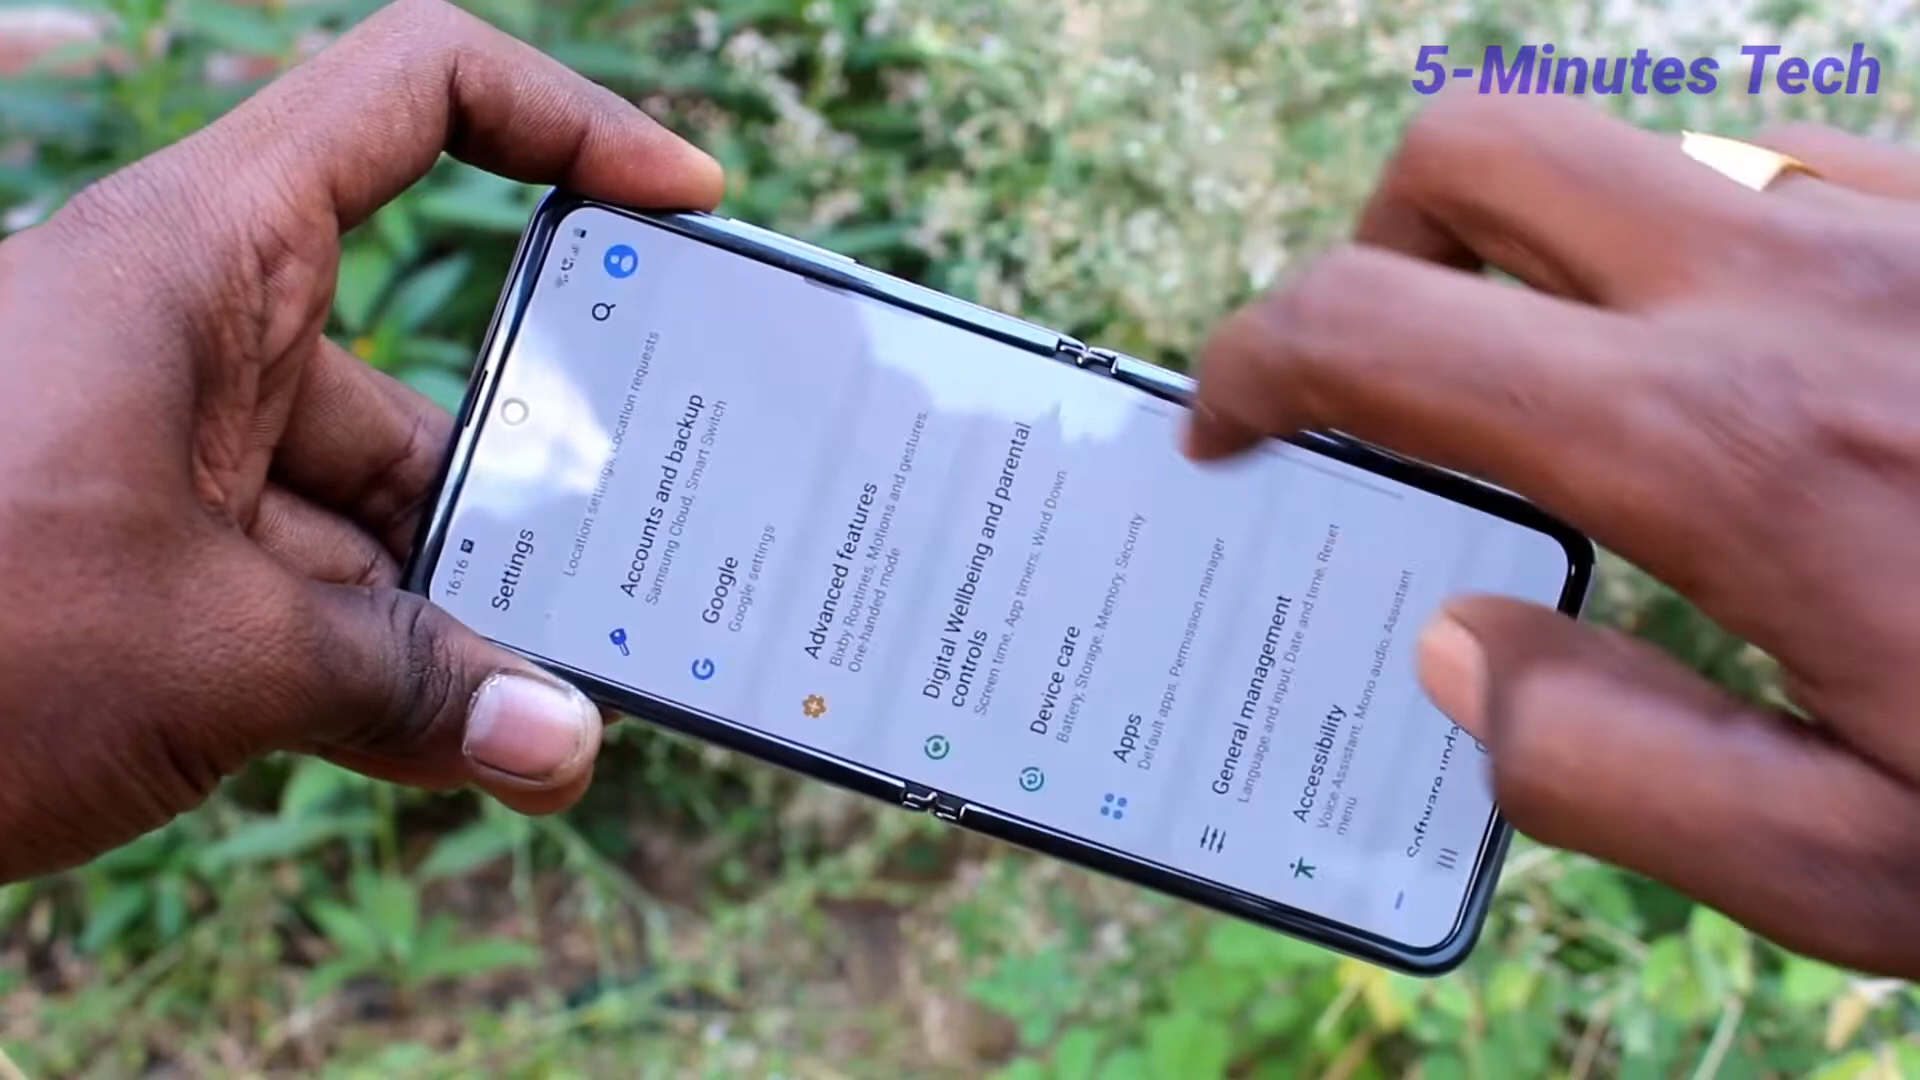 5-Minutes Tech
16:16
Settings
Location settings, Location requests
Accounts and backup
Samsung Cloud, Smart Switch
Google
Google settings
Advanced features
Bixby Routines, Motions and gestures,
One-handed mode
Digital Wellbeing and parental
controls
Screen time, App timers, Wind Down
Device care
Battery, Storage, Memory, Security
Apps
Default apps, Permission manager
General management
Language and input, Date and time, Reset
Accessibility
Voice Assistant, Mono audio, Assistant
menu
Software